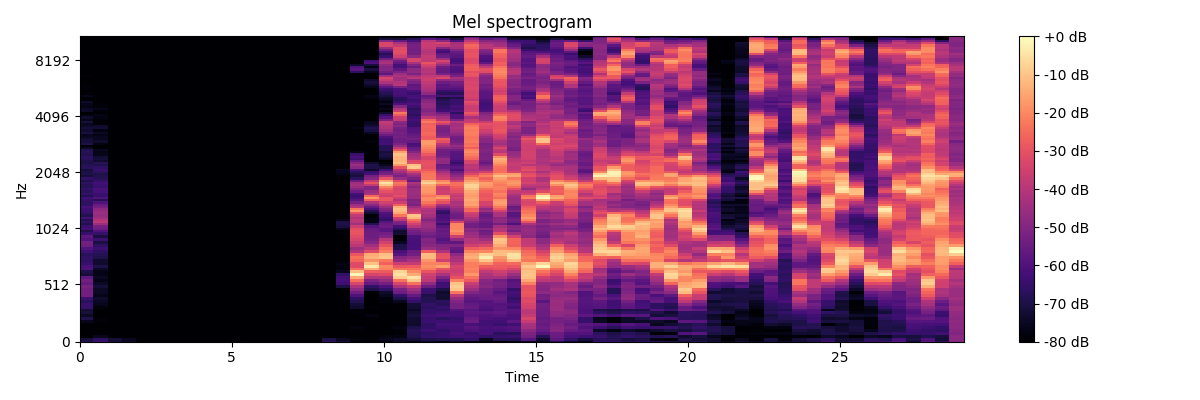 Mel spectrogram
Hz
8192
4096
2048
1024
512
0
0 5 10 15 20 25
Time
+0 dB
-10 dB
-20 dB
-30 dB
-40 dB
-50 dB
-60 dB
-70 dB
-80 dB